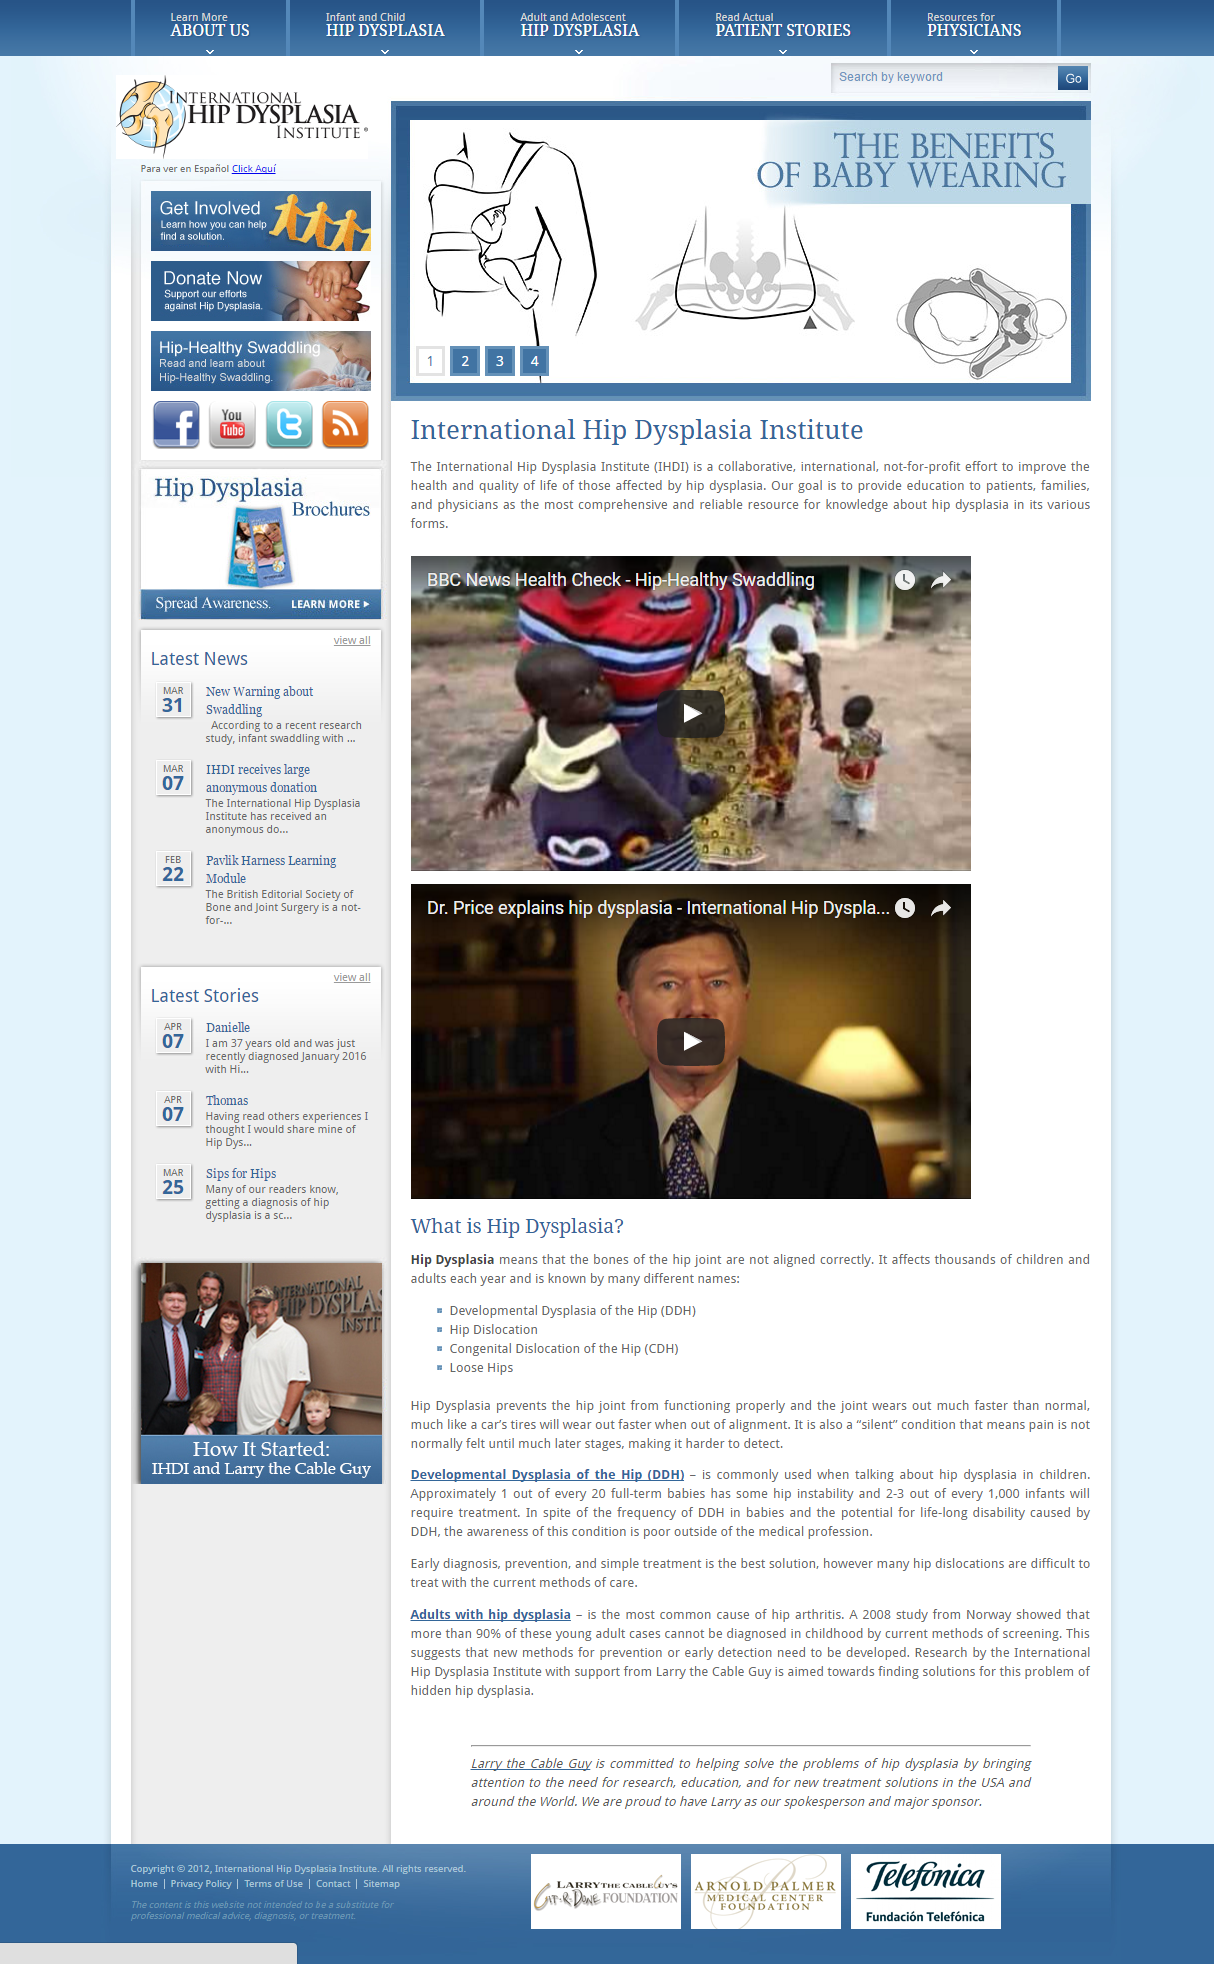 Learn More
ABOUT US
Infant and Child
HIP DYSPLASIA
Adult and Adolescent
HIP DYSPLASIA
Read Actual
PATIENT STORIES
Resources for
PHYSICIANS
Search by keyword
Go
INTERNATIONAL
HIP DYSPLASIA
INSTITUTE®
Para ver en Español Click Aquí
Get Involved
Learn how you can help
find a solution.
Donate Now
Support our efforts
against Hip Dysplasia.
Hip-Healthy Swaddling
Read and learn about
Hip-Healthy Swaddling.
You
Tube
Hip Dysplasia
Brochures
Spread Awareness.
LEARN MORE
view all
Latest News
MAR
31
New Warning about
Swaddling
According to a recent research
study, infant swaddling with ...
MAR
07
IHDI receives large
anonymous donation
The International Hip Dysplasia
Institute has received an
anonymous do...
FEB
22
Pavlik Harness Learning
Module
The British Editorial Society of
Bone and Joint Surgery is a not-
for-...
view all
Latest Stories
APR
07
Danielle
I am 37 years old and was just
recently diagnosed January 2016
with Hi...
APR
07
Thomas
Having read others experiences I
thought I would share mine of
Hip Dys...
MAR
25
Sips for Hips
Many of our readers know,
getting a diagnosis of hip
dysplasia is a sc...
INTERNATIONAL
HIP DYSPLAS
INSTIT
How It Started:
IHDI and Larry the Cable Guy
THE BENEFITS
OF BABY WEARING
1
2
3
4
International Hip Dysplasia Institute
The International Hip Dysplasia Institute (IHDI) is a collaborative, international, not-for-profit effort to improve the
health and quality of life of those affected by hip dysplasia. Our goal is to provide education to patients, families,
and physicians as the most comprehensive and reliable resource for knowledge about hip dysplasia in its various
forms.
BBC News Health Check - Hip-Healthy Swaddling
Dr. Price explains hip dysplasia - International Hip Dyspla...
What is Hip Dysplasia?
Hip Dysplasia means that the bones of the hip joint are not aligned correctly. It affects thousands of children and
adults each year and is known by many different names:
Developmental Dysplasia of the Hip (DDH)
Hip Dislocation
Congenital Dislocation of the Hip (CDH)
Loose Hips
Hip Dysplasia prevents the hip joint from functioning properly and the joint wears out much faster than normal,
much like a car’s tires will wear out faster when out of alignment. It is also a “silent” condition that means pain is not
normally felt until much later stages, making it harder to detect.
Developmental Dysplasia of the Hip (DDH) – is commonly used when talking about hip dysplasia in children.
Approximately 1 out of every 20 full-term babies has some hip instability and 2-3 out of every 1,000 infants will
require treatment. In spite of the frequency of DDH in babies and the potential for life-long disability caused by
DDH, the awareness of this condition is poor outside of the medical profession.
Early diagnosis, prevention, and simple treatment is the best solution, however many hip dislocations are difficult to
treat with the current methods of care.
Adults with hip dysplasia – is the most common cause of hip arthritis. A 2008 study from Norway showed that
more than 90% of these young adult cases cannot be diagnosed in childhood by current methods of screening. This
suggests that new methods for prevention or early detection need to be developed. Research by the International
Hip Dysplasia Institute with support from Larry the Cable Guy is aimed towards finding solutions for this problem of
hidden hip dysplasia.
Larry the Cable Guy is committed to helping solve the problems of hip dysplasia by bringing
attention to the need for research, education, and for new treatment solutions in the USA and
around the World. We are proud to have Larry as our spokesperson and major sponsor.
Copyright © 2012, International Hip Dysplasia Institute. All rights reserved.
Home | Privacy Policy | Terms of Use | Contact | Sitemap
The content is this website not intended to be a substitute for
professional medical advice, diagnosis, or treatment.
LARRY THE CABLE GUY'S
GIT-R-DONE FOUNDATION
ARNOLD PALMER
MEDICAL CENTER
FOUNDATION
Telefónica
Fundación Telefónica